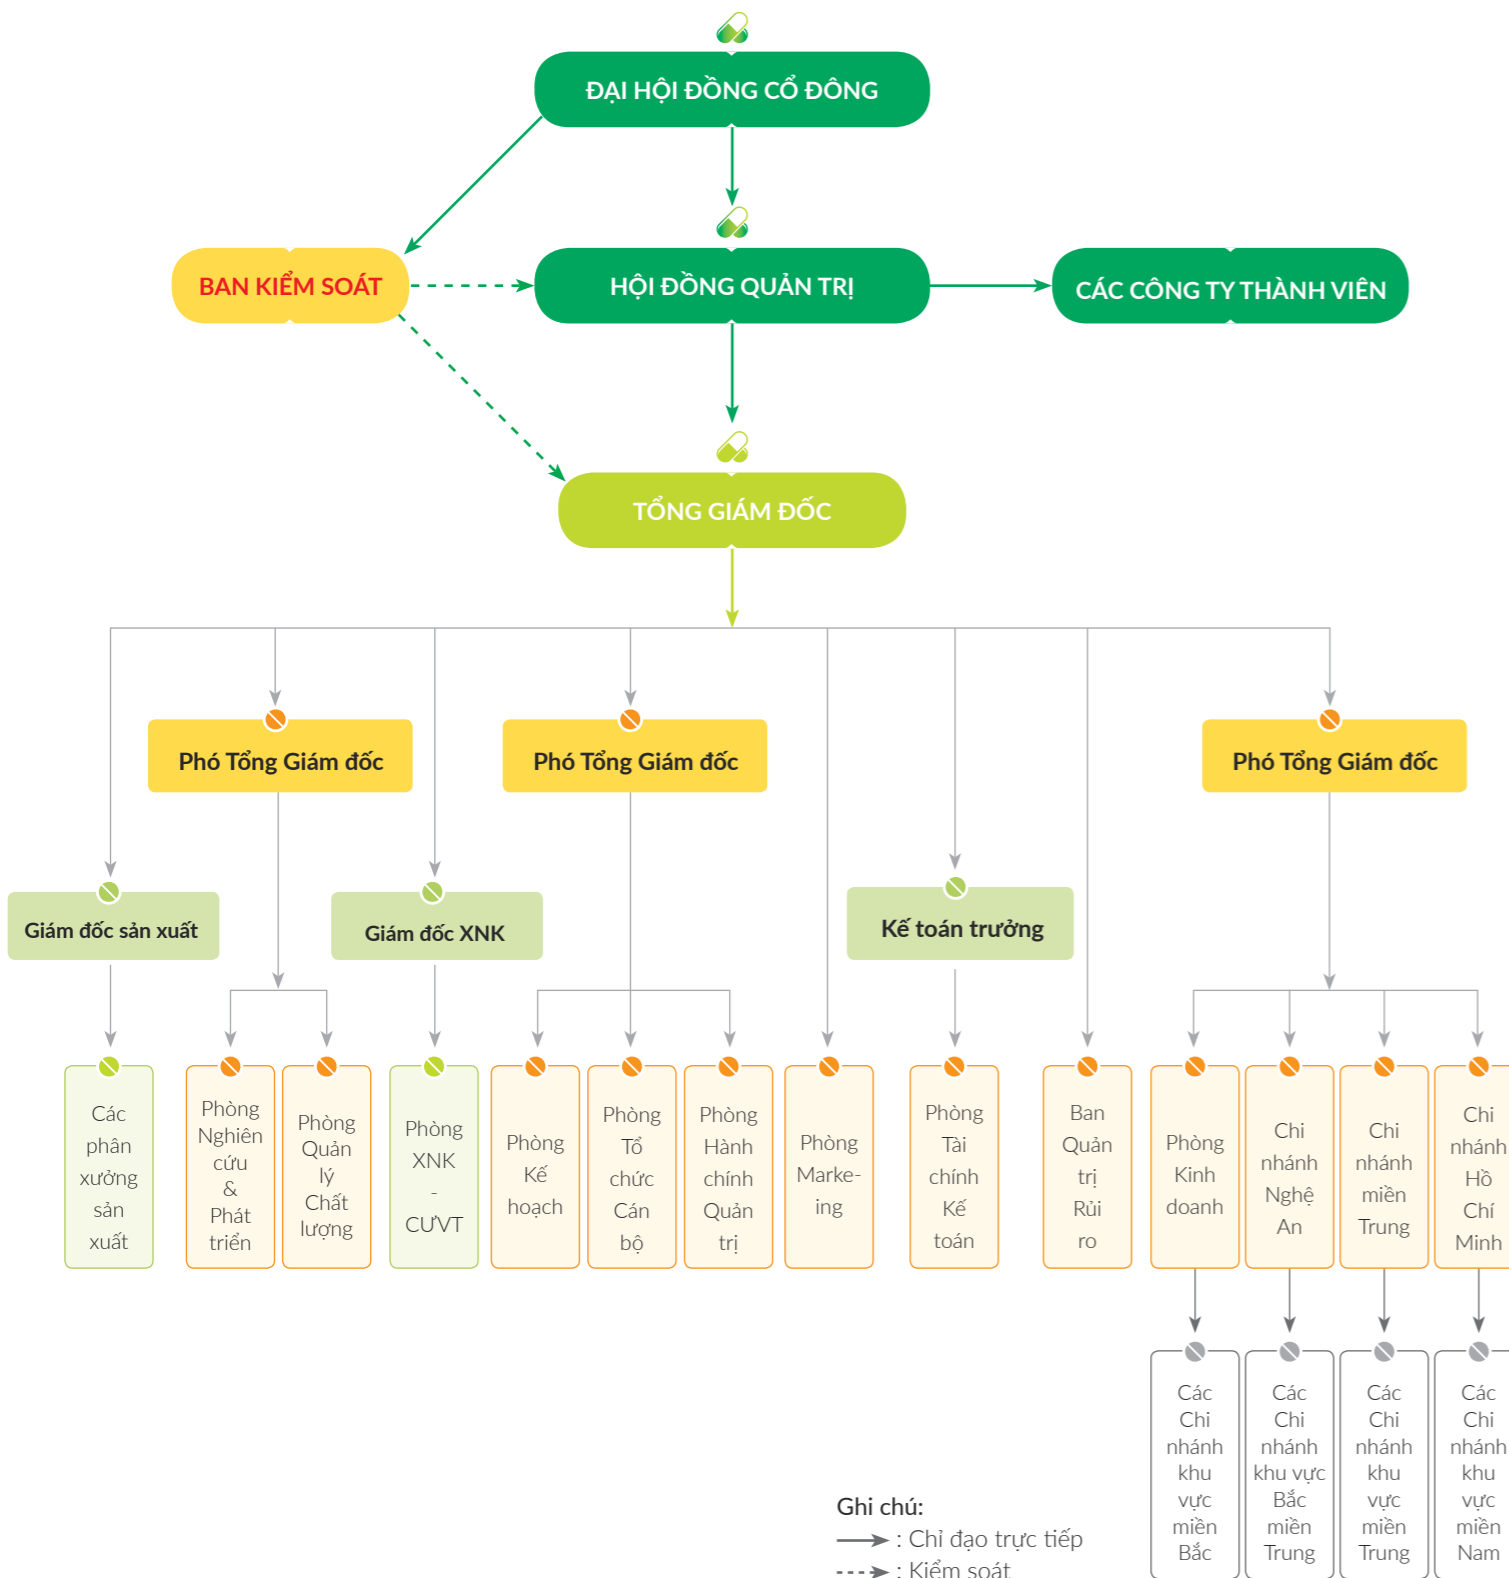 ĐẠI HỘI ĐỒNG CỔ ĐÔNG
BAN KIỂM SOÁT
HỘI ĐỒNG QUẢN TRỊ
CÁC CÔNG TY THÀNH VIÊN
TỔNG GIÁM ĐỐC
Phó Tổng Giám đốc
Phó Tổng Giám đốc
Phó Tổng Giám đốc
Giám đốc sản xuất
Giám đốc XNK
Kế toán trưởng
Các
phân
xưởng
sản
xuất
Phòng
Nghiên
cứu
&
Phát
triển
Phòng
Quản
lý
Chất
lượng
Phòng
XNK
-
CƯVT
Phòng
Kế
hoạch
Phòng
Tổ
chức
Cán
bộ
Phòng
Hành
chính
Quản
trị
Phòng
Marke-
ing
Phòng
Tài
chính
Kế
toán
Ban
Quản
trị
Rủi
ro
Phòng
Kinh
doanh
Chi
nhánh
Nghệ
An
Chi
nhánh
miền
Trung
Chi
nhánh
Hồ
Chí
Minh
Các
Chi
nhánh
khu
vực
miền
Bắc
Các
Chi
nhánh
khu vực
Bắc
miền
Trung
Các
Chi
nhánh
khu
vực
miền
Trung
Các
Chi
nhánh
khu
vực
miền
Nam
Ghi chú:
: Chỉ đạo trực tiếp
: Kiểm soát